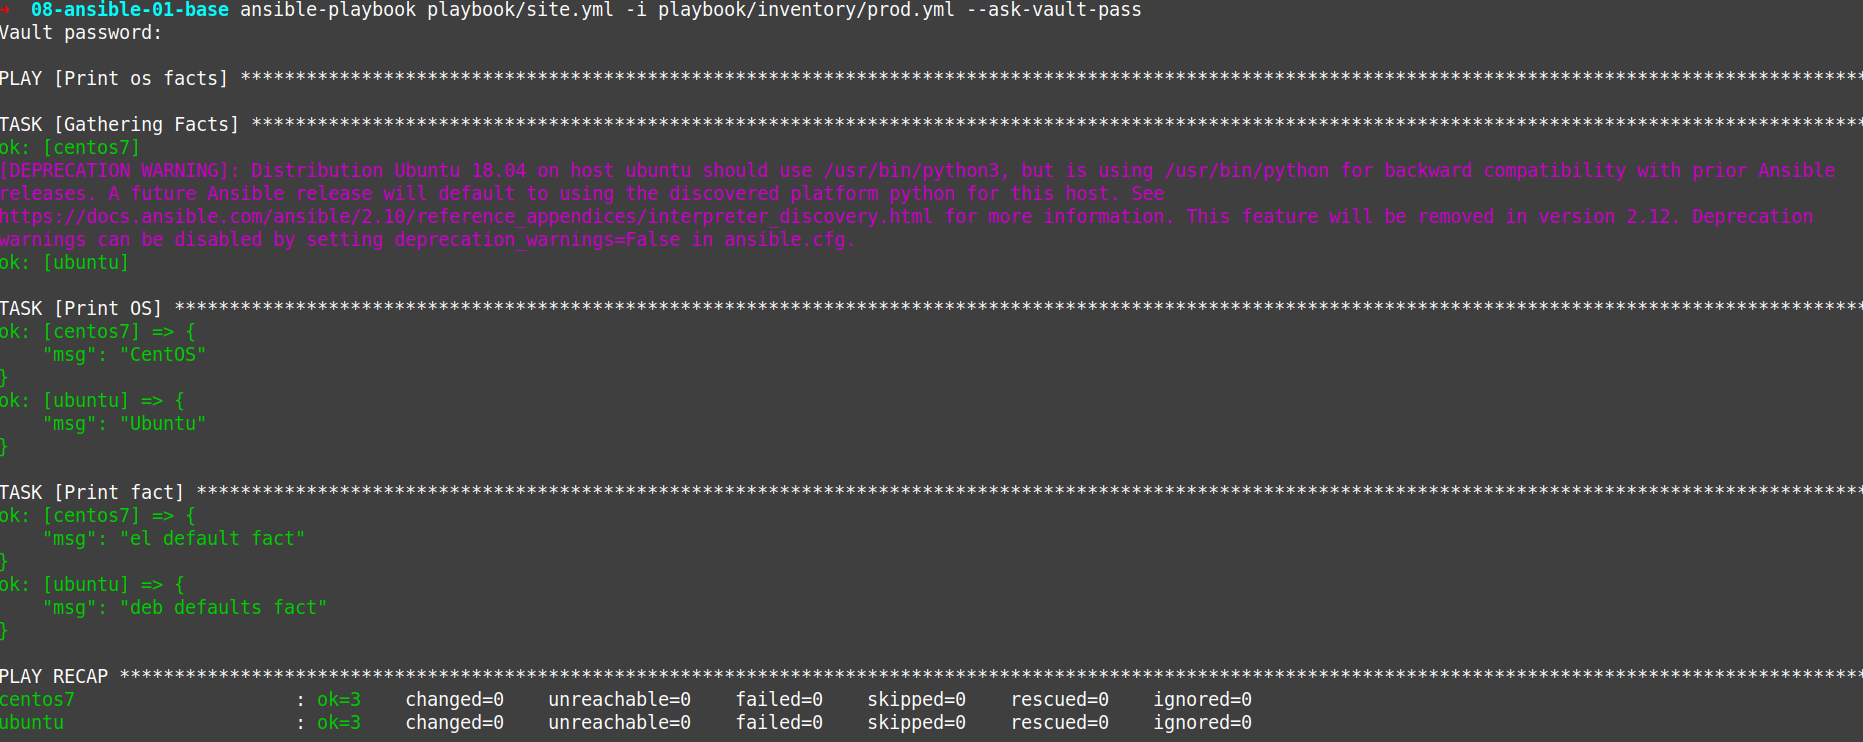 → 08-ansible-01-base ansible-playbook playbook/site.yml -i playbook/inventory/prod.yml --ask-vault-pass
Vault password:
PLAY [Print os facts] ****************************************************************************************************************************************************
TASK [Gathering Facts] ***************************************************************************************************************************************************
ok: [centos7]
[DEPRECATION WARNING]: Distribution Ubuntu 18.04 on host ubuntu should use /usr/bin/python3, but is using /usr/bin/python for backward compatibility with prior Ansible
releases. A future Ansible release will default to using the discovered platform python for this host. See
https://docs.ansible.com/ansible/2.10/reference_appendices/interpreter_discovery.html for more information. This feature will be removed in version 2.12. Deprecation
warnings can be disabled by setting deprecation_warnings=False in ansible.cfg.
ok: [ubuntu]
TASK [Print OS] **********************************************************************************************************************************************************
ok: [centos7] => {
    "msg": "CentOS"
}
ok: [ubuntu] => {
    "msg": "Ubuntu"
}
TASK [Print fact] ********************************************************************************************************************************************************
ok: [centos7] => {
    "msg": "el default fact"
}
ok: [ubuntu] => {
    "msg": "deb defaults fact"
}
PLAY RECAP ***************************************************************************************************************************************************************
centos7                    : ok=3    changed=0    unreachable=0    failed=0    skipped=0    rescued=0    ignored=0
ubuntu                     : ok=3    changed=0    unreachable=0    failed=0    skipped=0    rescued=0    ignored=0